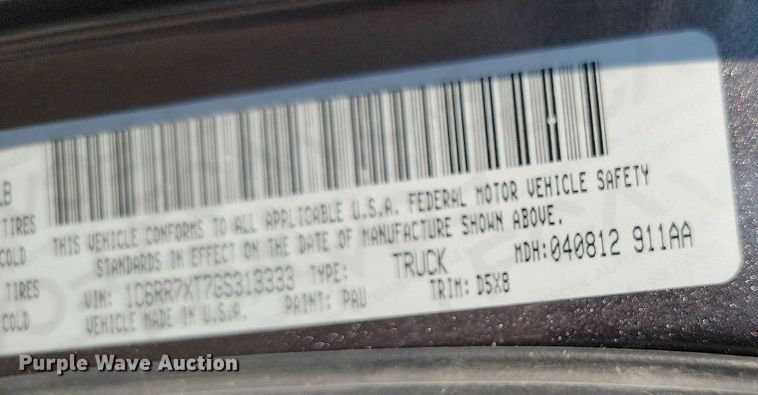 LB
TIRES
COLD
TIRES
COLD
THIS VEHICLE CONFORMS TO ALL APPLICABLE U.S.A. FEDERAL MOTOR VEHICLE SAFETY
STANDARDS IN EFFECT ON THE DATE OF MANUFACTURE SHOWN ABOVE.
VIN: 1C6RR7XT7GS313333 TYPE: TRUCK MDH:040812 911AA
VEHICLE MADE IN U.S.A. PAINT: PAU TRIM: D5X8
Purple Wave Auction